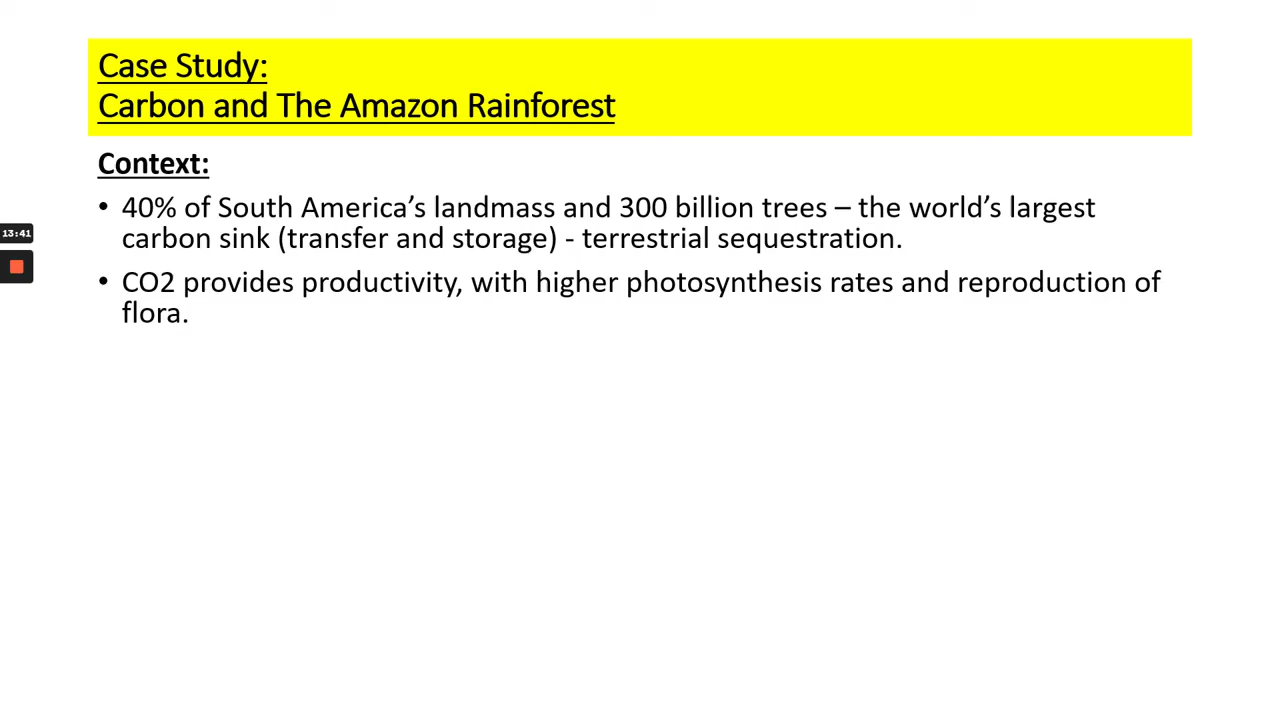 Case Study:
Carbon and The Amazon Rainforest
Context:
• 40% of South America’s landmass and 300 billion trees – the world’s largest
carbon sink (transfer and storage) - terrestrial sequestration.
13:41
• CO2 provides productivity, with higher photosynthesis rates and reproduction of
flora.